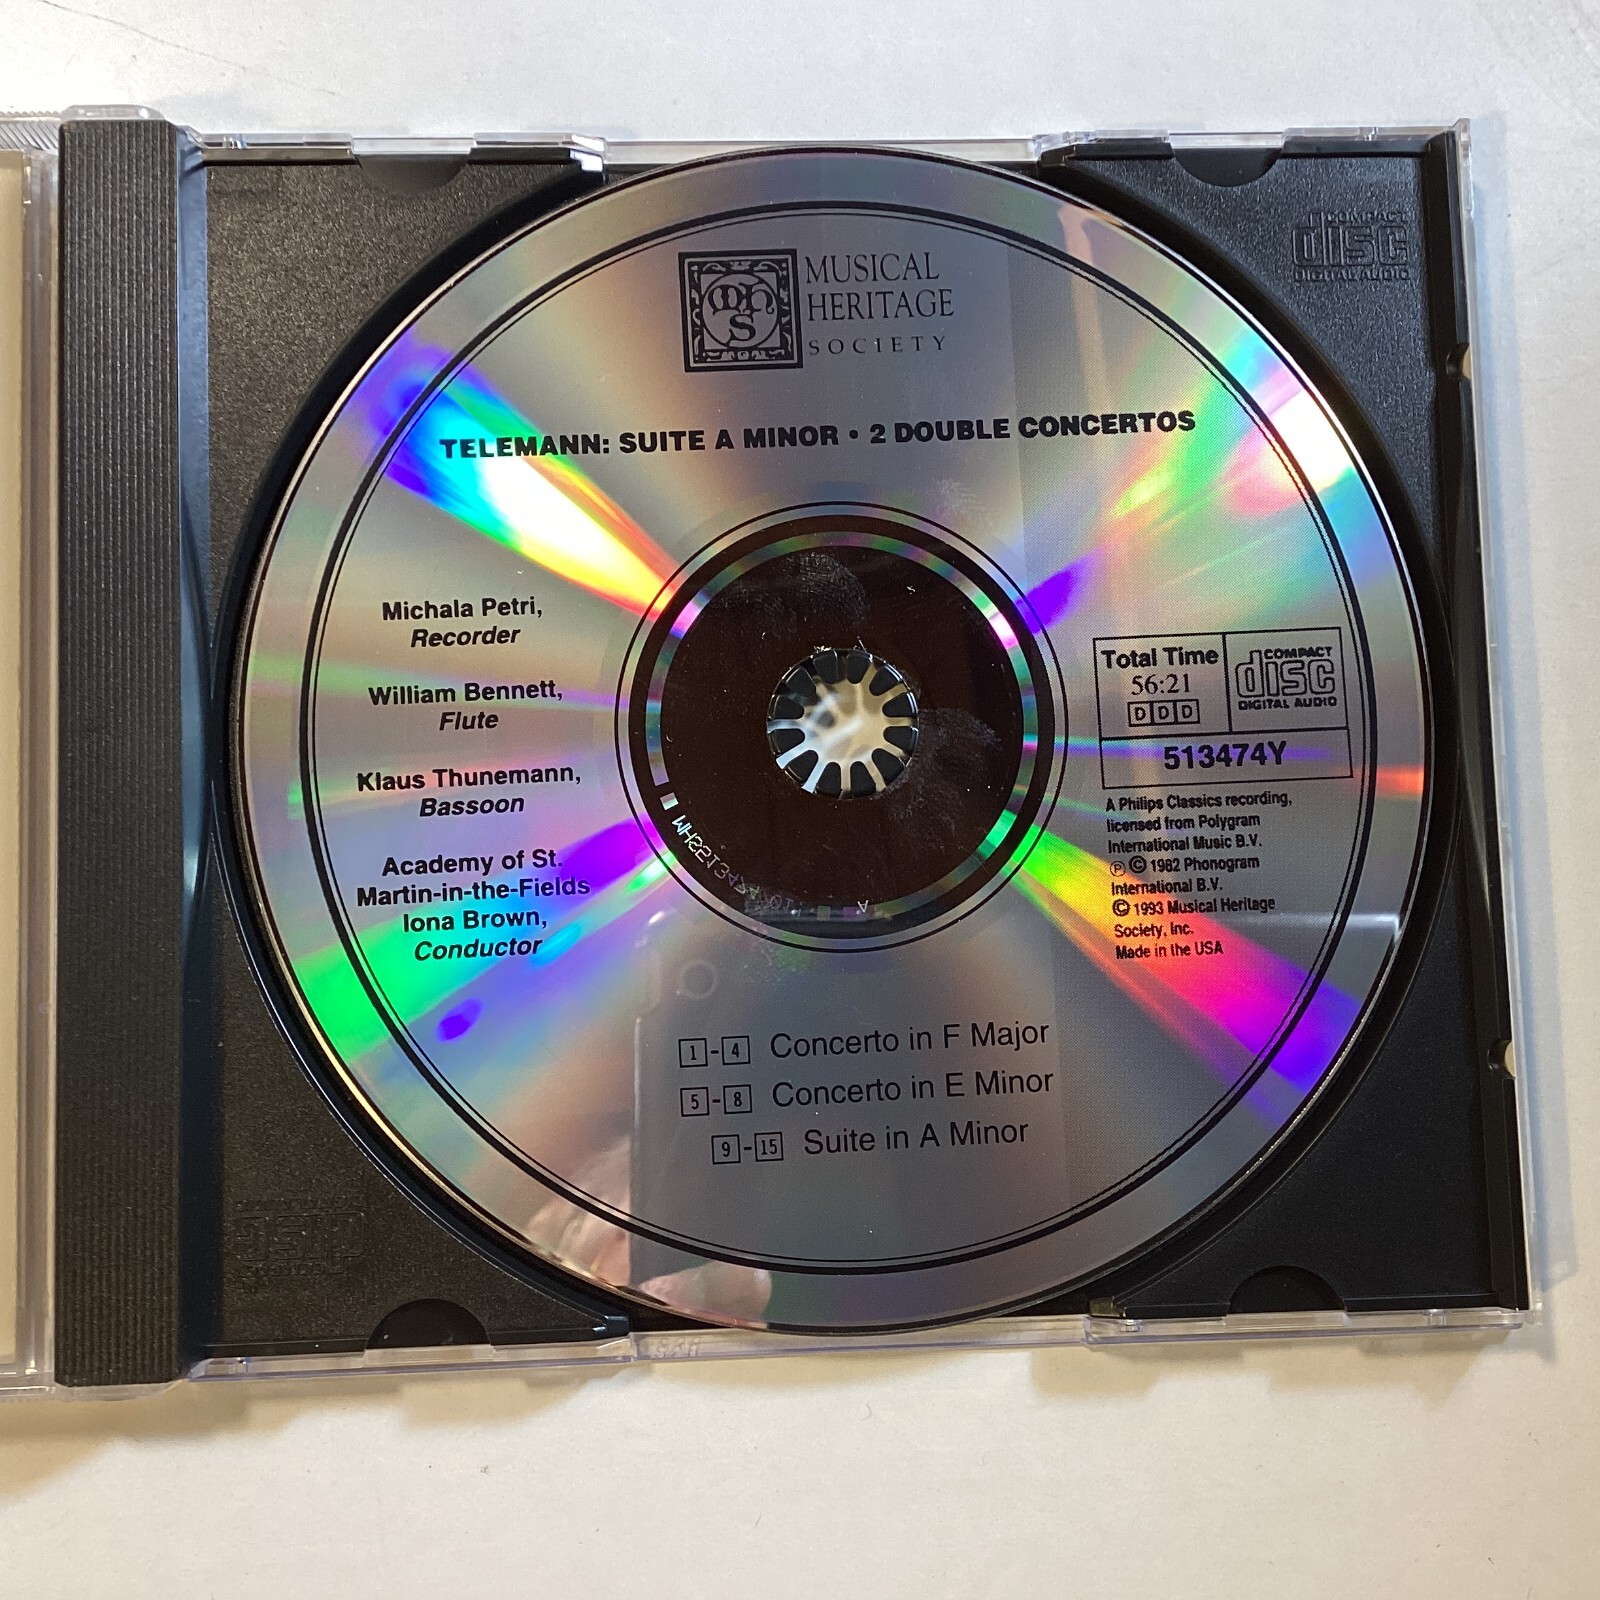 COMPACT
disc
DIGITAL AUDIO
mh
s
MUSICAL
HERITAGE
SOCIETY
TELEMANN: SUITE A MINOR • 2 DOUBLE CONCERTOS
Michala Petri,
Recorder
William Bennett,
Flute
Klaus Thunemann,
Bassoon
Academy of St.
Martin-in-the-Fields
Iona Brown,
Conductor
Total Time
56:21
DDD
COMPACT
disc
DIGITAL AUDIO
513474Y
A Philips Classics recording,
licensed from Polygram
International Music B.V.
℗ © 1982 Phonogram
International B.V.
© 1993 Musical Heritage
Society, Inc.
Made in the USA
1-4 Concerto in F Major
5-8 Concerto in E Minor
9-15 Suite in A Minor